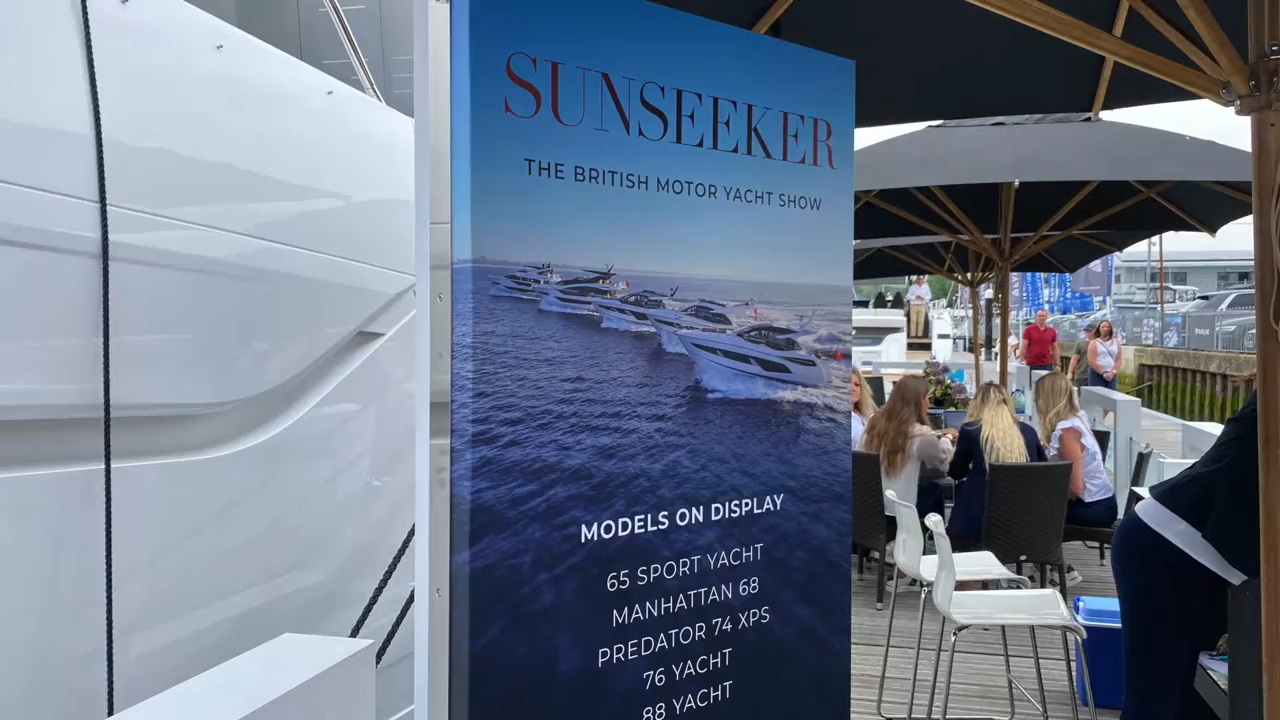 SUNSEEKER
THE BRITISH MOTOR YACHT SHOW
MODELS ON DISPLAY
65 SPORT YACHT
MANHATTAN 68
PREDATOR 74 XPS
76 YACHT
88 YACHT